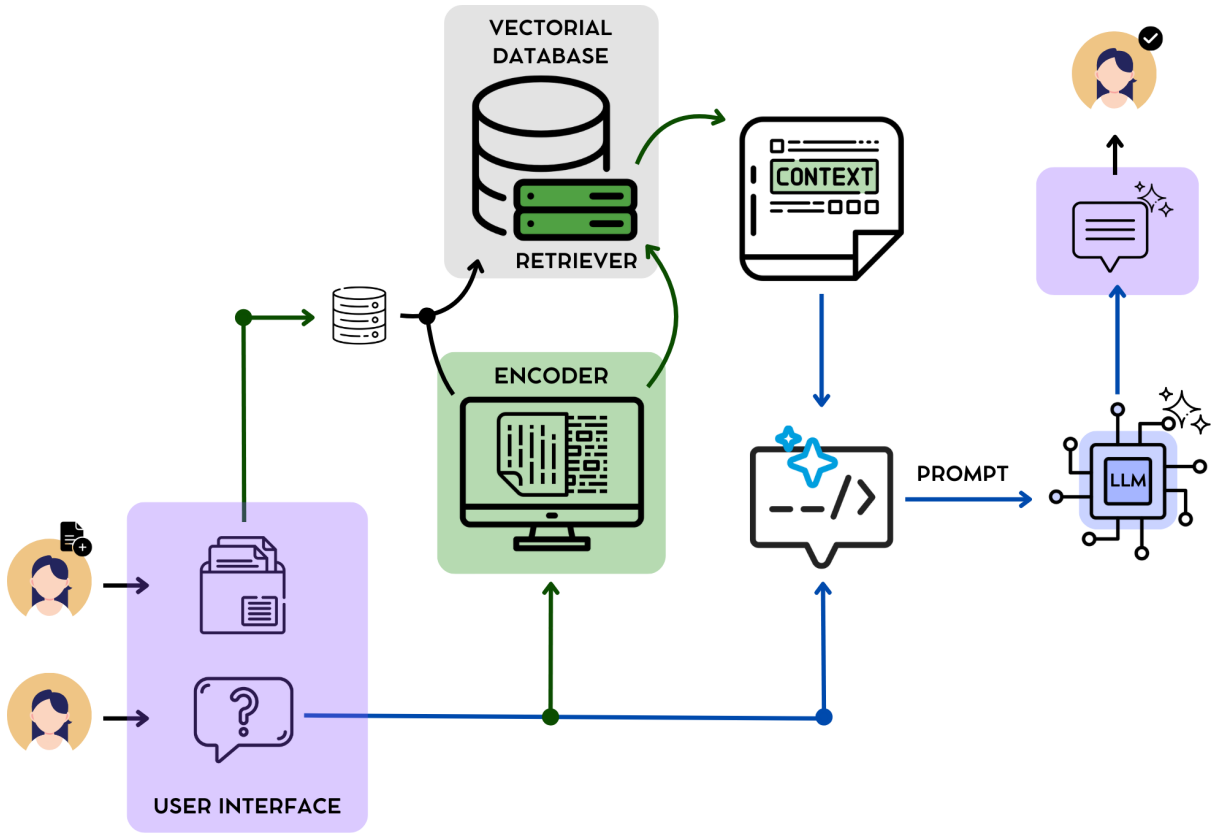 VECTORIAL
DATABASE
RETRIEVER
CONTEXT
ENCODER
PROMPT
LLM
USER INTERFACE